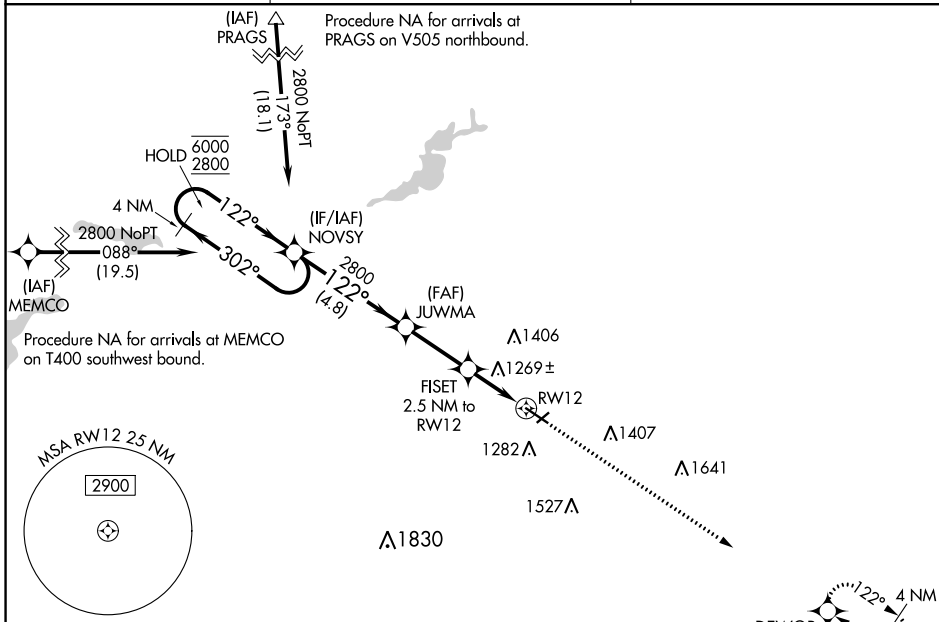 (IAF)
PRAGS
Procedure NA for arrivals at
PRAGS on V505 northbound.
2800 NoPT
173°
(18.1)
HOLD
6000
2800
4 NM
122°
302°
(IF/IAF)
NOVSY
2800 NoPT
088°
(19.5)
(IAF)
MEMCO
2800
122°
(4.8)
(FAF)
JUWMA
Procedure NA for arrivals at MEMCO
on T400 southwest bound.
1406
1269±
FISET
2.5 NM to
RW12
RW12
1282
1407
1641
1527
1830
MSA RW12 25 NM
2900
122°
4 NM